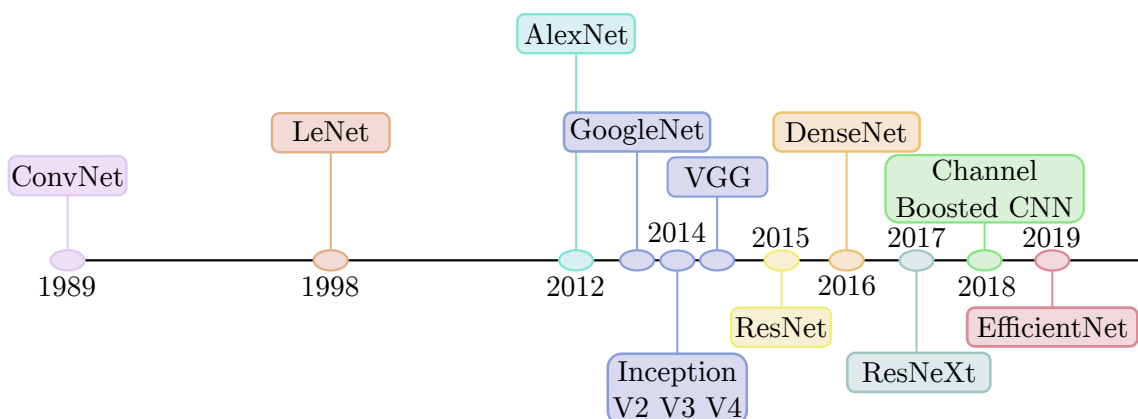 AlexNet
LeNet
GoogleNet
DenseNet
ConvNet
VGG
Channel
Boosted CNN
2014
2015
2017
2019
1989
1998
2012
2016
2018
ResNet
EfficientNet
Inception
V2 V3 V4
ResNeXt